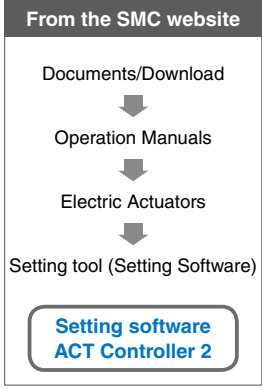 From the SMC website
Documents/Download
Operation Manuals
Electric Actuators
Setting tool (Setting Software)
Setting software
ACT Controller 2